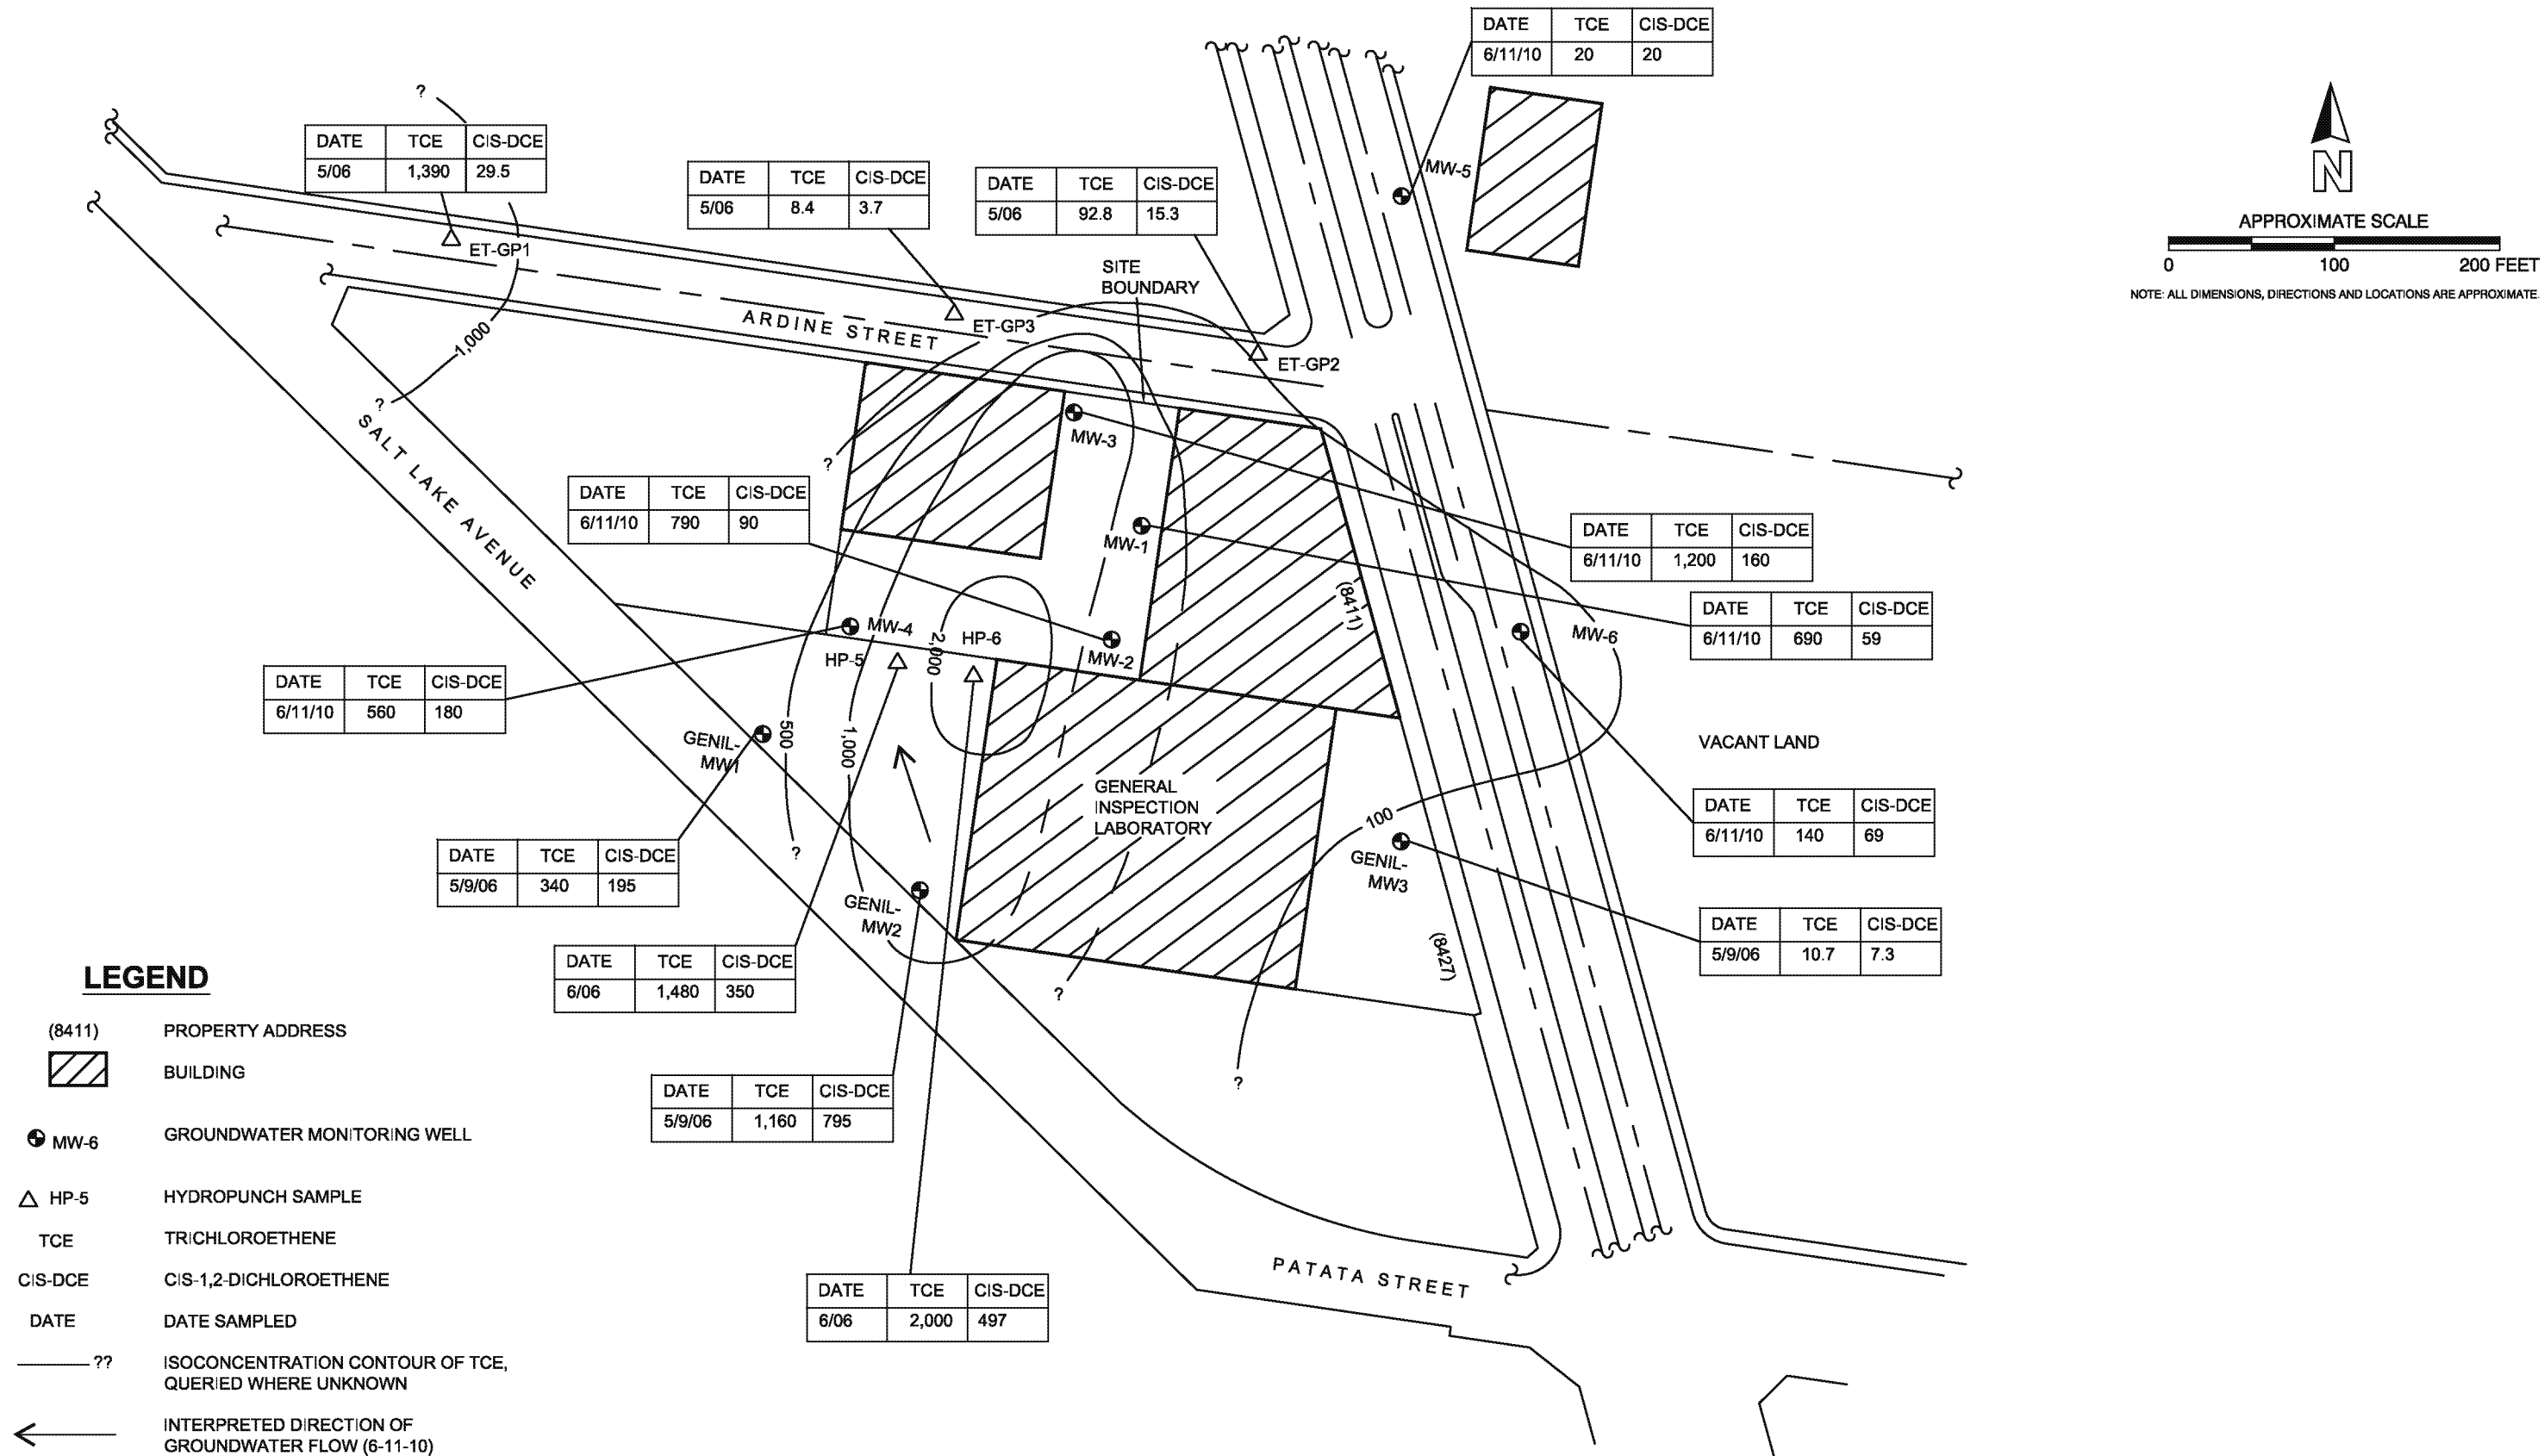 DATE TCE CIS-DCE
6/11/10 20 20
?
DATE TCE CIS-DCE
5/06 1,390 29.5
DATE TCE CIS-DCE
5/06 8.4 3.7
DATE TCE CIS-DCE
5/06 92.8 15.3
MW-5
N
APPROXIMATE SCALE
0 100 200 FEET
NOTE: ALL DIMENSIONS, DIRECTIONS AND LOCATIONS ARE APPROXIMATE.
ET-GP1
SITE
BOUNDARY
ARDINE STREET
ET-GP3
ET-GP2
1,000
?
SALT LAKE AVENUE
?
MW-3
DATE TCE CIS-DCE
6/11/10 790 90
MW-1
DATE TCE CIS-DCE
6/11/10 1,200 160
(8411)
DATE TCE CIS-DCE
6/11/10 690 59
MW-4
HP-6
2,000
HP-5
MW-2
MW-6
DATE TCE CIS-DCE
6/11/10 560 180
GENIL-
MW1
500
1,000
VACANT LAND
GENERAL
INSPECTION
LABORATORY
100
DATE TCE CIS-DCE
6/11/10 140 69
?
GENIL-
MW3
DATE TCE CIS-DCE
5/9/06 340 195
GENIL-
MW2
DATE TCE CIS-DCE
5/9/06 10.7 7.3
(8427)
DATE TCE CIS-DCE
6/06 1,480 350
?
?
DATE TCE CIS-DCE
5/9/06 1,160 795
DATE TCE CIS-DCE
6/06 2,000 497
PATATA STREET
LEGEND
(8411) PROPERTY ADDRESS
BUILDING
MW-6 GROUNDWATER MONITORING WELL
HP-5 HYDROPUNCH SAMPLE
TCE TRICHLOROETHENE
CIS-DCE CIS-1,2-DICHLOROETHENE
DATE DATE SAMPLED
?? ISOCONCENTRATION CONTOUR OF TCE,
QUERIED WHERE UNKNOWN
INTERPRETED DIRECTION OF
GROUNDWATER FLOW (6-11-10)